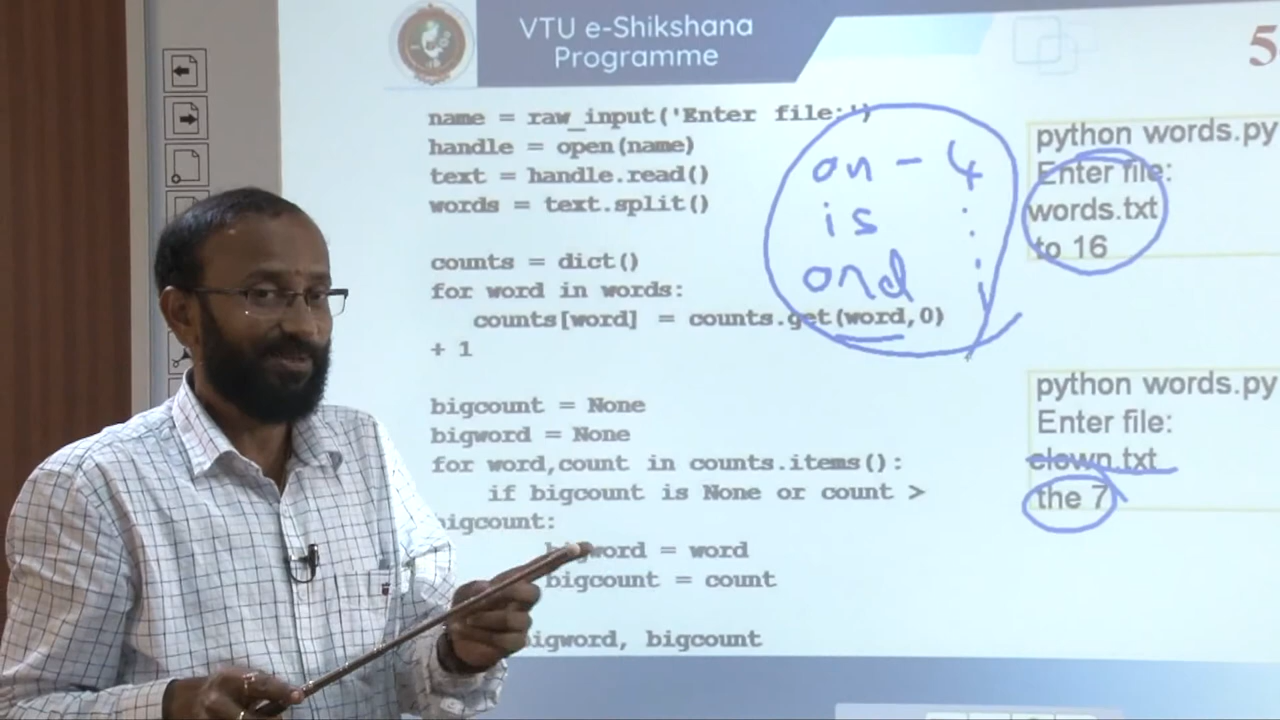 VTU e-Shikshana
Programme
5
name = raw_input('Enter file:')
handle = open(name)
text = handle.read()
words = text.split()
counts = dict()
for word in words:
counts[word] = counts.get(word,0)
+ 1
bigcount = None
bigword = None
for word,count in counts.items():
if bigcount is None or count >
bigcount:
bigword = word
bigcount = count
bigword, bigcount
on - 4
is
and
python words.py
Enter file:
words.txt
to 16
python words.py
Enter file:
clown.txt
the 7